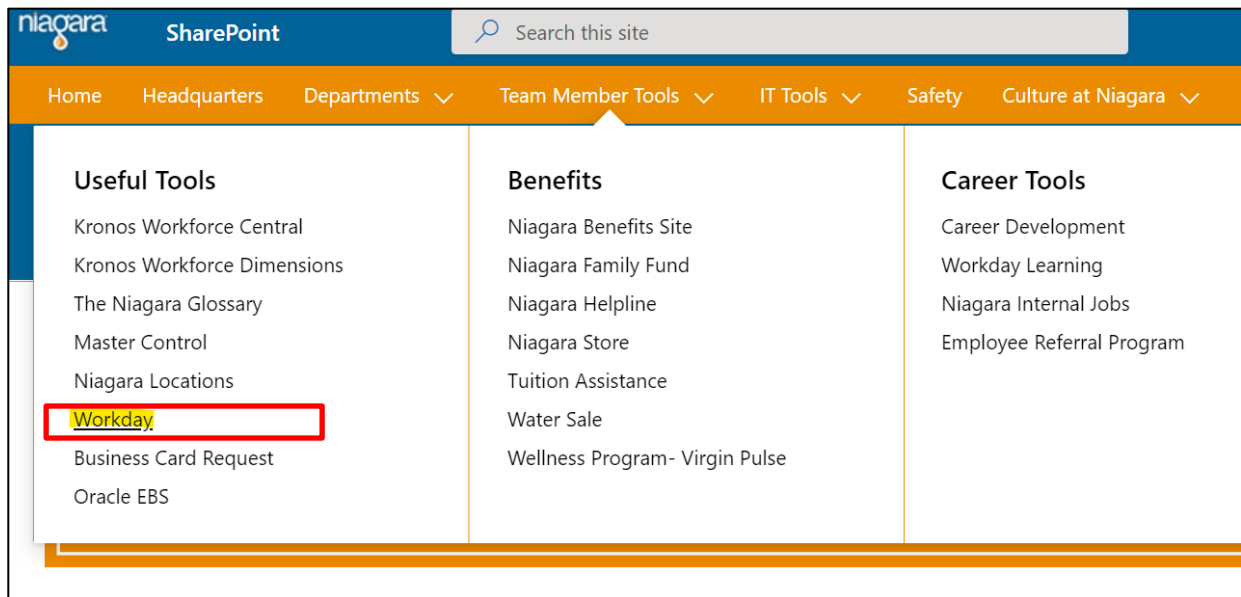 niagara
SharePoint
Search this site
Home Headquarters Departments Team Member Tools IT Tools Safety Culture at Niagara
Useful Tools
Kronos Workforce Central
Kronos Workforce Dimensions
The Niagara Glossary
Master Control
Niagara Locations
Workday
Business Card Request
Oracle EBS
Benefits
Niagara Benefits Site
Niagara Family Fund
Niagara Helpline
Niagara Store
Tuition Assistance
Water Sale
Wellness Program- Virgin Pulse
Career Tools
Career Development
Workday Learning
Niagara Internal Jobs
Employee Referral Program